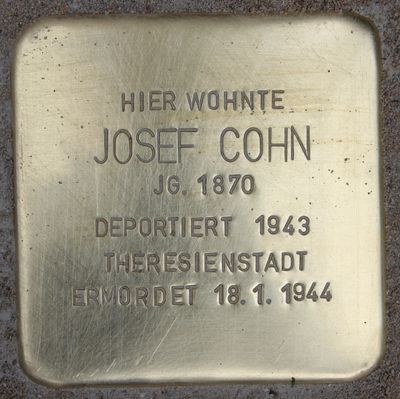 HIER WOHNTE
JOSEF COHN
JG. 1870
DEPORTIERT 1943
THERESIENSTADT
ERMORDET 18.1.1944